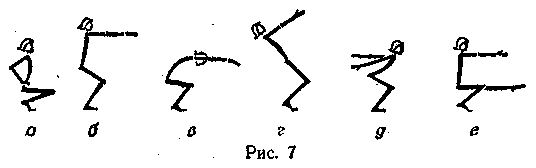 а б в г д е
Рис. 7